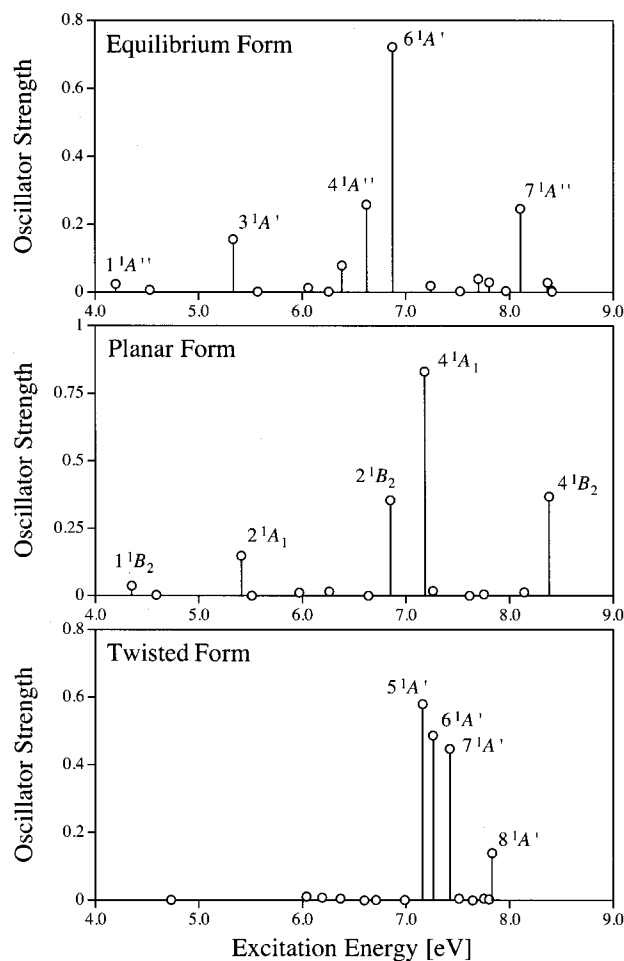 Equilibrium Form
Oscillator Strength
0.8
0.6
0.4
0.2
0
1 ¹A''
3 ¹A'
4 ¹A''
6 ¹A'
7 ¹A''
4.0 5.0 6.0 7.0 8.0 9.0
Planar Form
Oscillator Strength
1
0.75
0.5
0.25
0
1 ¹B₂
2 ¹A₁
2 ¹B₂
4 ¹A₁
4 ¹B₂
4.0 5.0 6.0 7.0 8.0 9.0
Twisted Form
Oscillator Strength
0.8
0.6
0.4
0.2
0
5 ¹A'
6 ¹A'
7 ¹A'
8 ¹A'
4.0 5.0 6.0 7.0 8.0 9.0
Excitation Energy [eV]